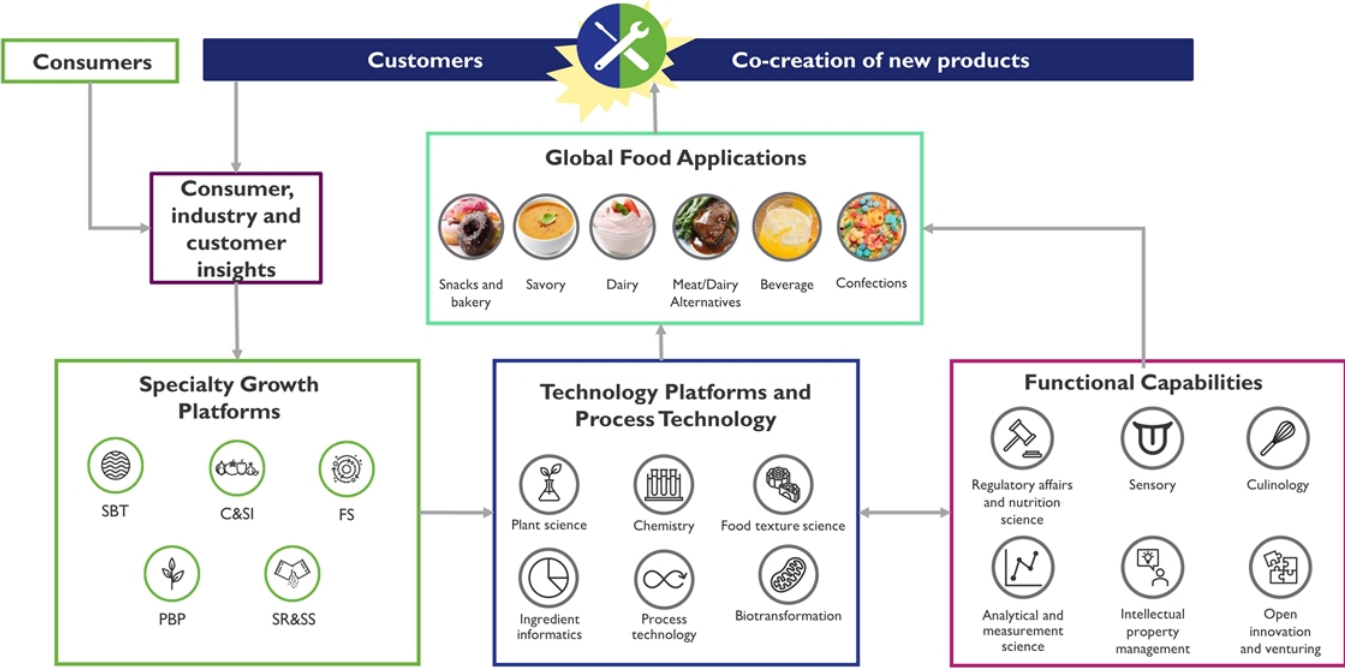 Consumers
Customers
Co-creation of new products
Consumer,
industry and
customer
insights
Global Food Applications
Snacks and
bakery
Savory
Dairy
Meat/Dairy
Alternatives
Beverage
Confections
Specialty Growth
Platforms
SBT
C&SI
FS
PBP
SR&SS
Technology Platforms and
Process Technology
Plant science
Chemistry
Food texture science
Ingredient
informatics
Process
technology
Biotransformation
Functional Capabilities
Regulatory affairs
and nutrition
science
Sensory
Culinology
Analytical and
measurement
science
Intellectual
property
management
Open
innovation
and venturing